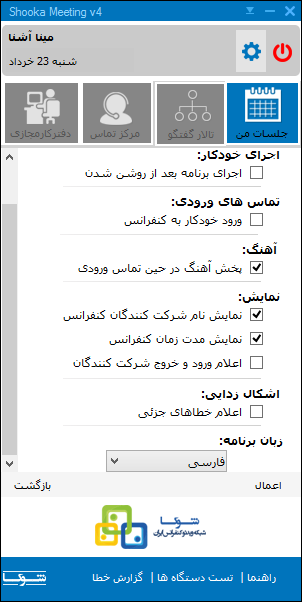 Shooka Meeting v4
مینا آشنا
شنبه 23 خرداد
جلسات من
تالار گفتگو
مرکز تماس
دفترکارمجازی
اجرای خودکار:
اجرای برنامه بعد از روشن شدن
تماس های ورودی:
ورود خودکار به کنفرانس
آهنگ:
پخش آهنگ در حین تماس ورودی
نمایش:
نمایش نام شرکت کنندگان کنفرانس
نمایش مدت زمان کنفرانس
اعلام ورود و خروج شرکت کنندگان
اشکال زدایی:
اعلام خطاهای جزئی
زبان برنامه:
فارسی
اعمال
بازگشت
شوکا
شبکه ویدئو کنفرانس ایران
راهنما | تست دستگاه ها | گزارش خطا
شوکا